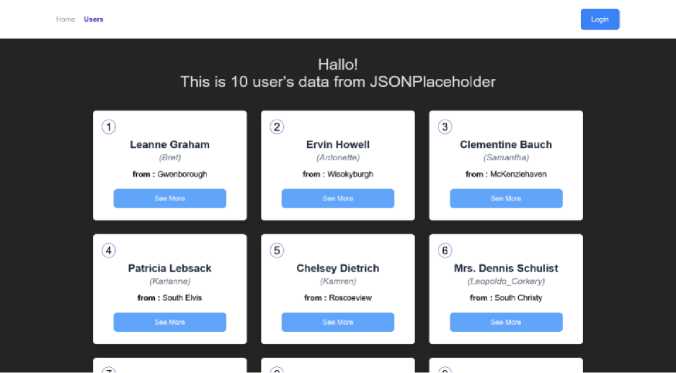 Home Users Login
Hallo!
This is 10 user's data from JSONPlaceholder
1
Leanne Graham
(Bret)
from : Gwenborough
See More
2
Ervin Howell
(Antonette)
from : Wisokyburgh
See More
3
Clementine Bauch
(Samantha)
from : McKenziehaven
See More
4
Patricia Lebsack
(Karianne)
from : South Elvis
See More
5
Chelsey Dietrich
(Kamren)
from : Roscoeview
See More
6
Mrs. Dennis Schulist
(Leopoldo_Corkery)
from : South Christy
See More